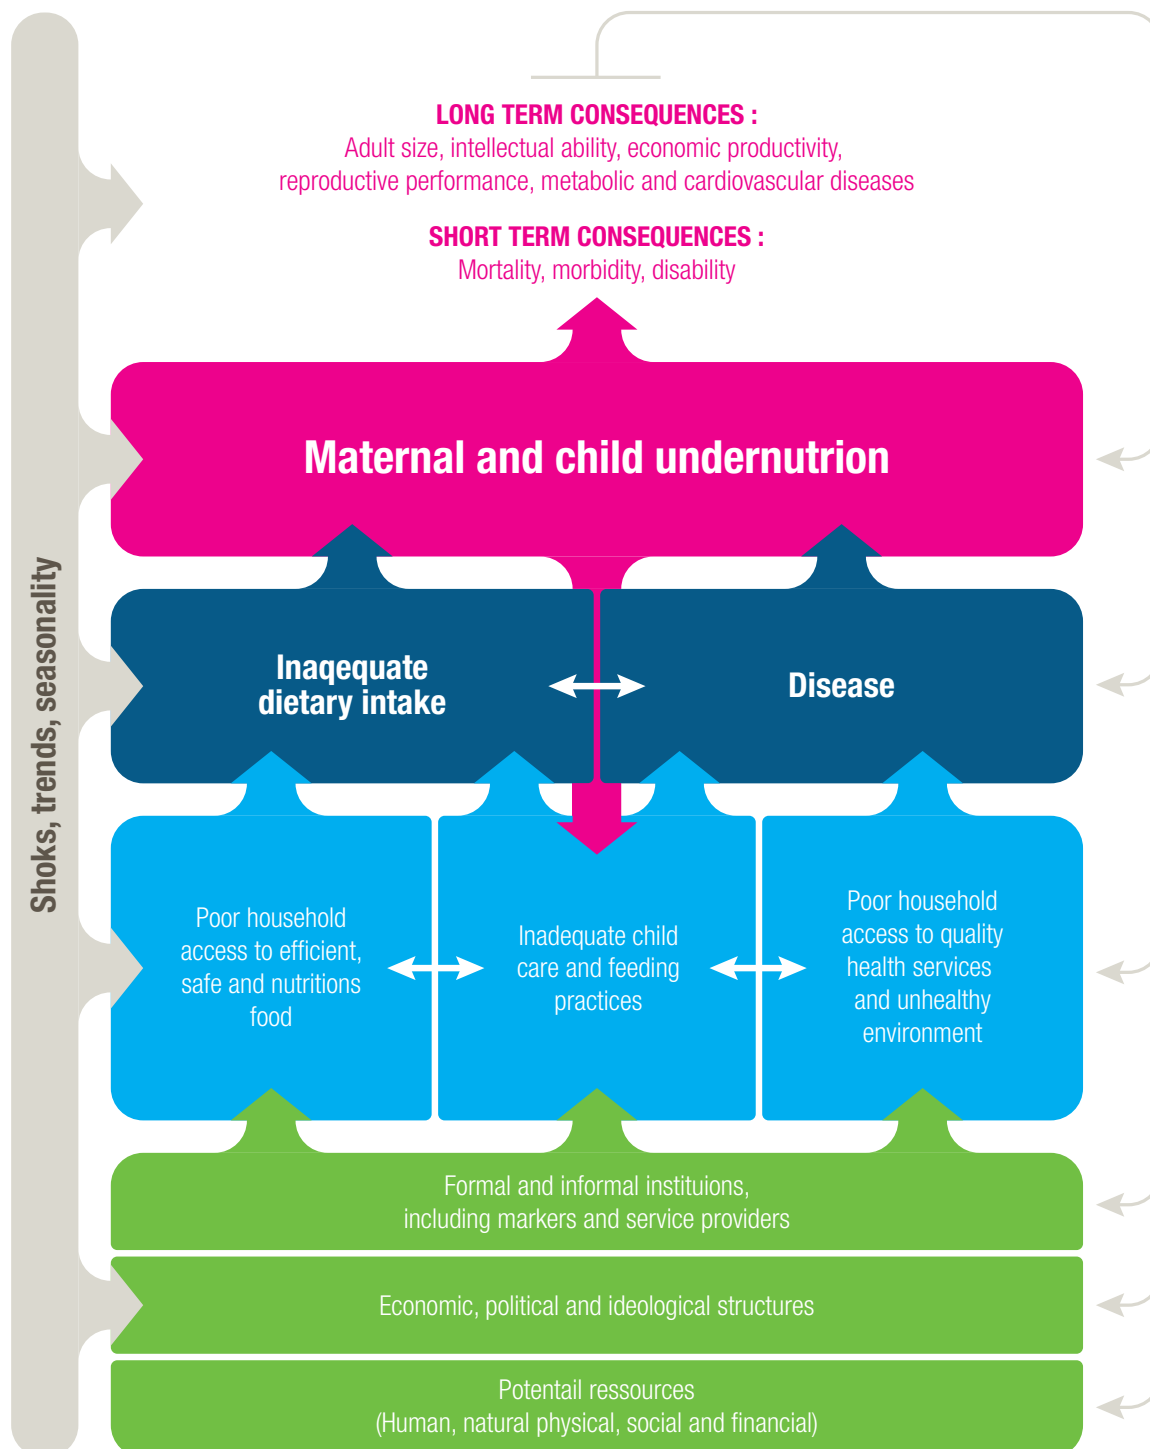 LONG TERM CONSEQUENCES :
Adult size, intellectual ability, economic productivity,
reproductive performance, metabolic and cardiovascular diseases
SHORT TERM CONSEQUENCES :
Mortality, morbidity, disability
Maternal and child undernutrion
Shoks, trends, seasonality
Inaqequate
dietary intake
Disease
Poor household
access to efficient,
safe and nutritions
food
Inadequate child
care and feeding
practices
Poor household
access to quality
health services
and unhealthy
environment
Formal and informal instituions,
including markers and service providers
Economic, political and ideological structures
Potentail ressources
(Human, natural physical, social and financial)